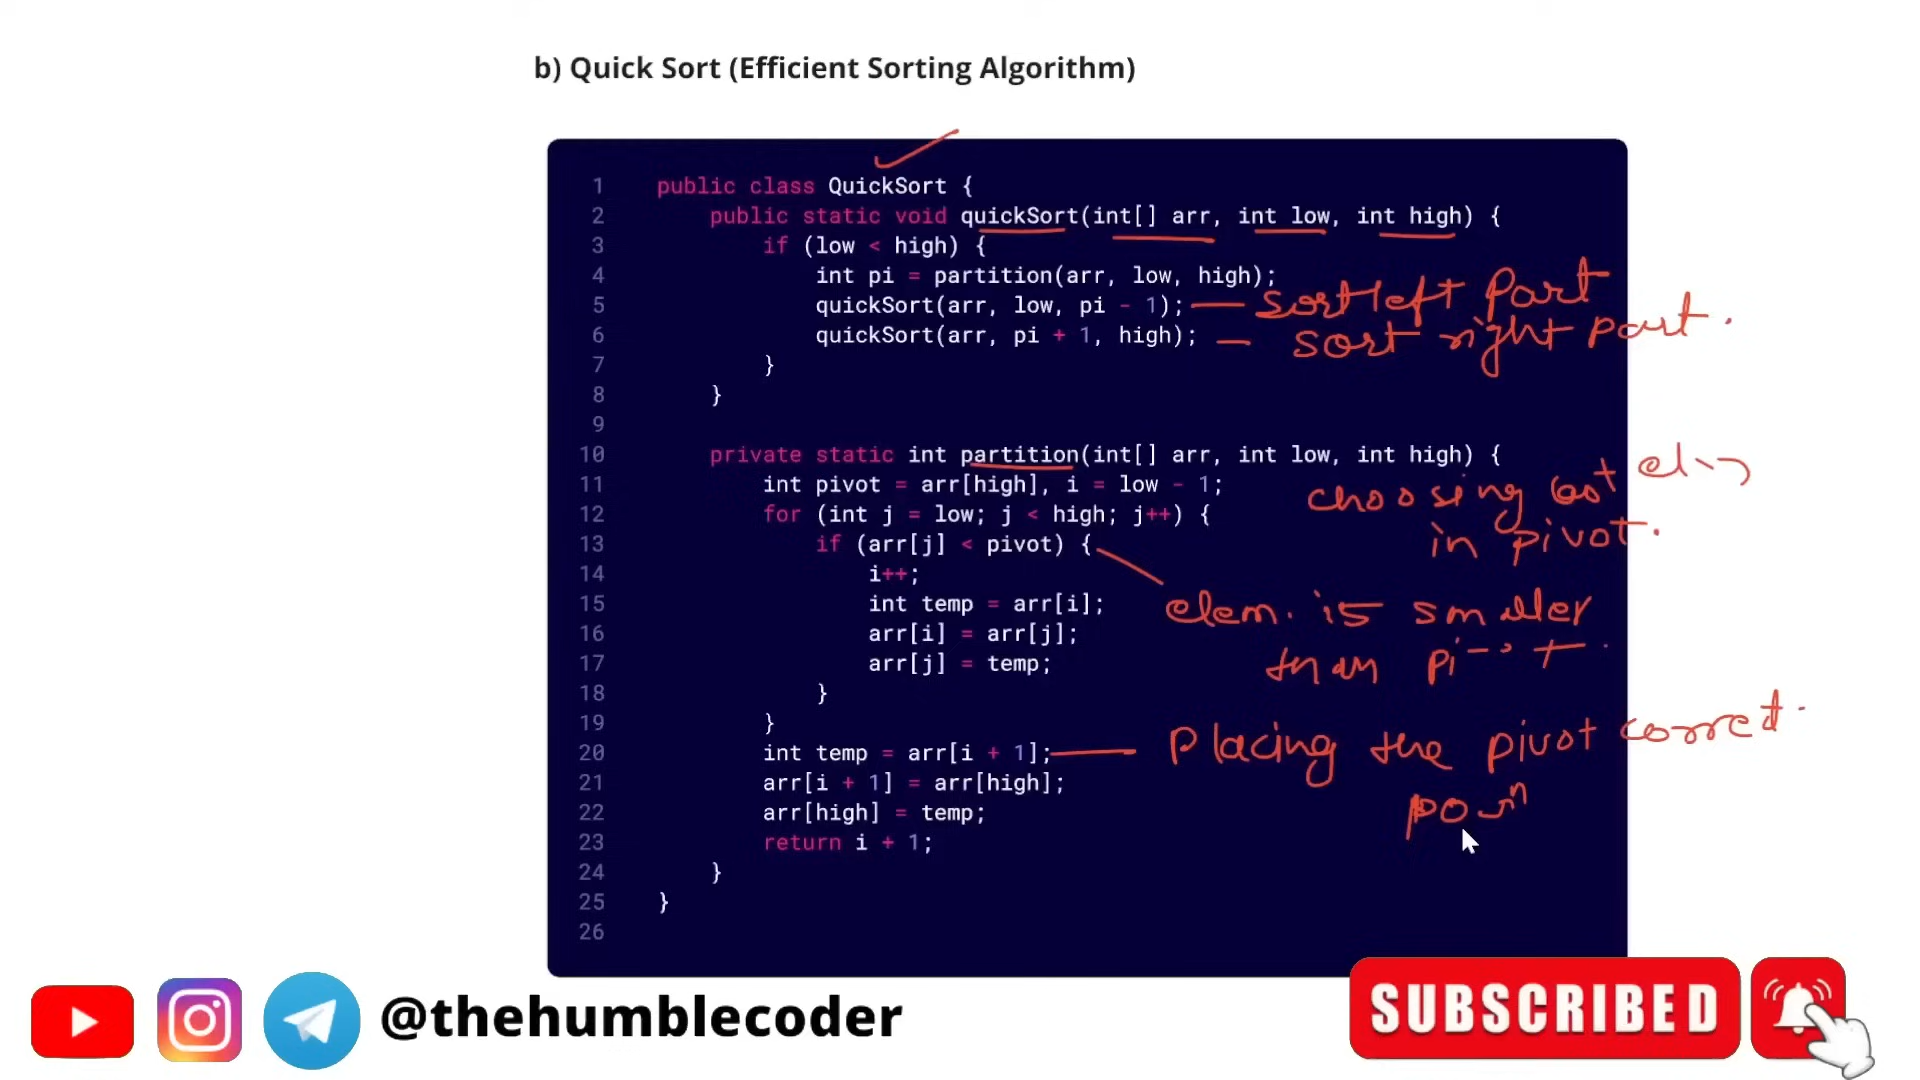 b) Quick Sort (Efficient Sorting Algorithm)
1 public class QuickSort {
2 public static void quickSort(int[] arr, int low, int high) {
3 if (low < high) {
4 int pi = partition(arr, low, high);
5 quickSort(arr, low, pi - 1); — sort left part
6 quickSort(arr, pi + 1, high); — sort right part.
7 }
8 }
9
10 private static int partition(int[] arr, int low, int high) {
11 int pivot = arr[high], i = low - 1; choosing last
12 for (int j = low; j < high; j++) { in pivot.
13 if (arr[j] < pivot) {
14 i++;
15 int temp = arr[i]; elem. is smaller
16 arr[i] = arr[j];
17 arr[j] = temp; than
18 }
19 }
20 int temp = arr[i + 1]; — Placing the pivot correct.
21 arr[i + 1] = arr[high];
22 arr[high] = temp;
23 return i + 1;
24 }
25 }
26
@thehumblecoder
SUBSCRIBED